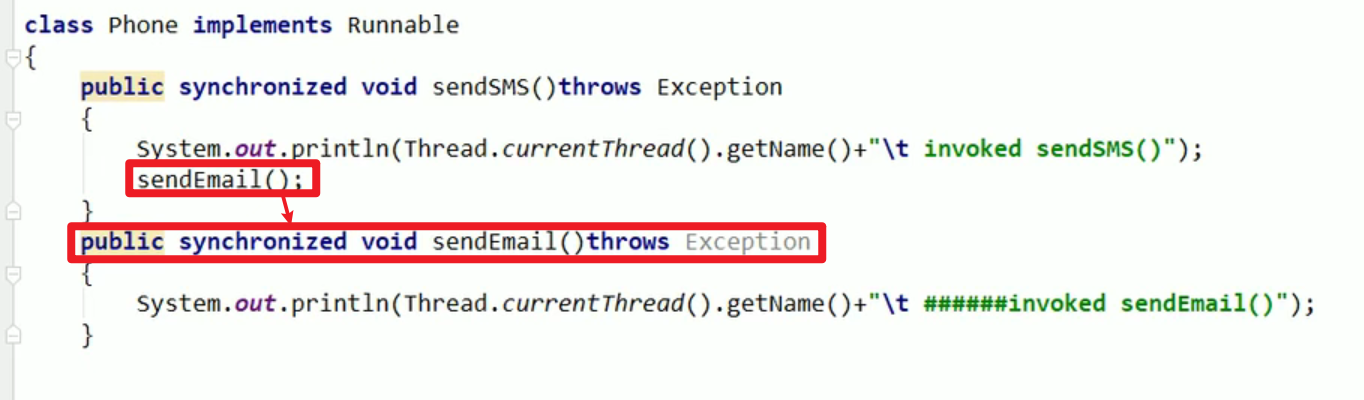 class Phone implements Runnable
{
    public synchronized void sendSMS()throws Exception
    {
        System.out.println(Thread.currentThread().getName()+"\t invoked sendSMS()");
        sendEmail();
    }
    public synchronized void sendEmail()throws Exception
    {
        System.out.println(Thread.currentThread().getName()+"\t ######invoked sendEmail()");
    }